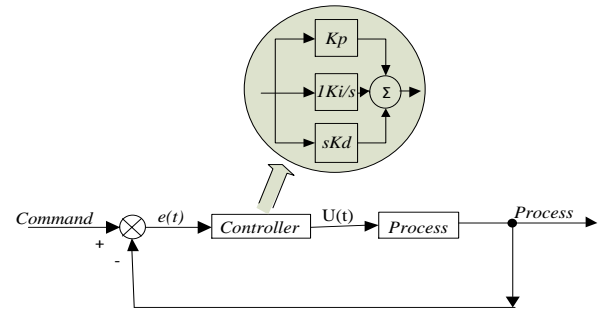 Kp
1Ki/s
Σ
sKd
Command
e(t)
Controller
U(t)
Process
Process
+
-